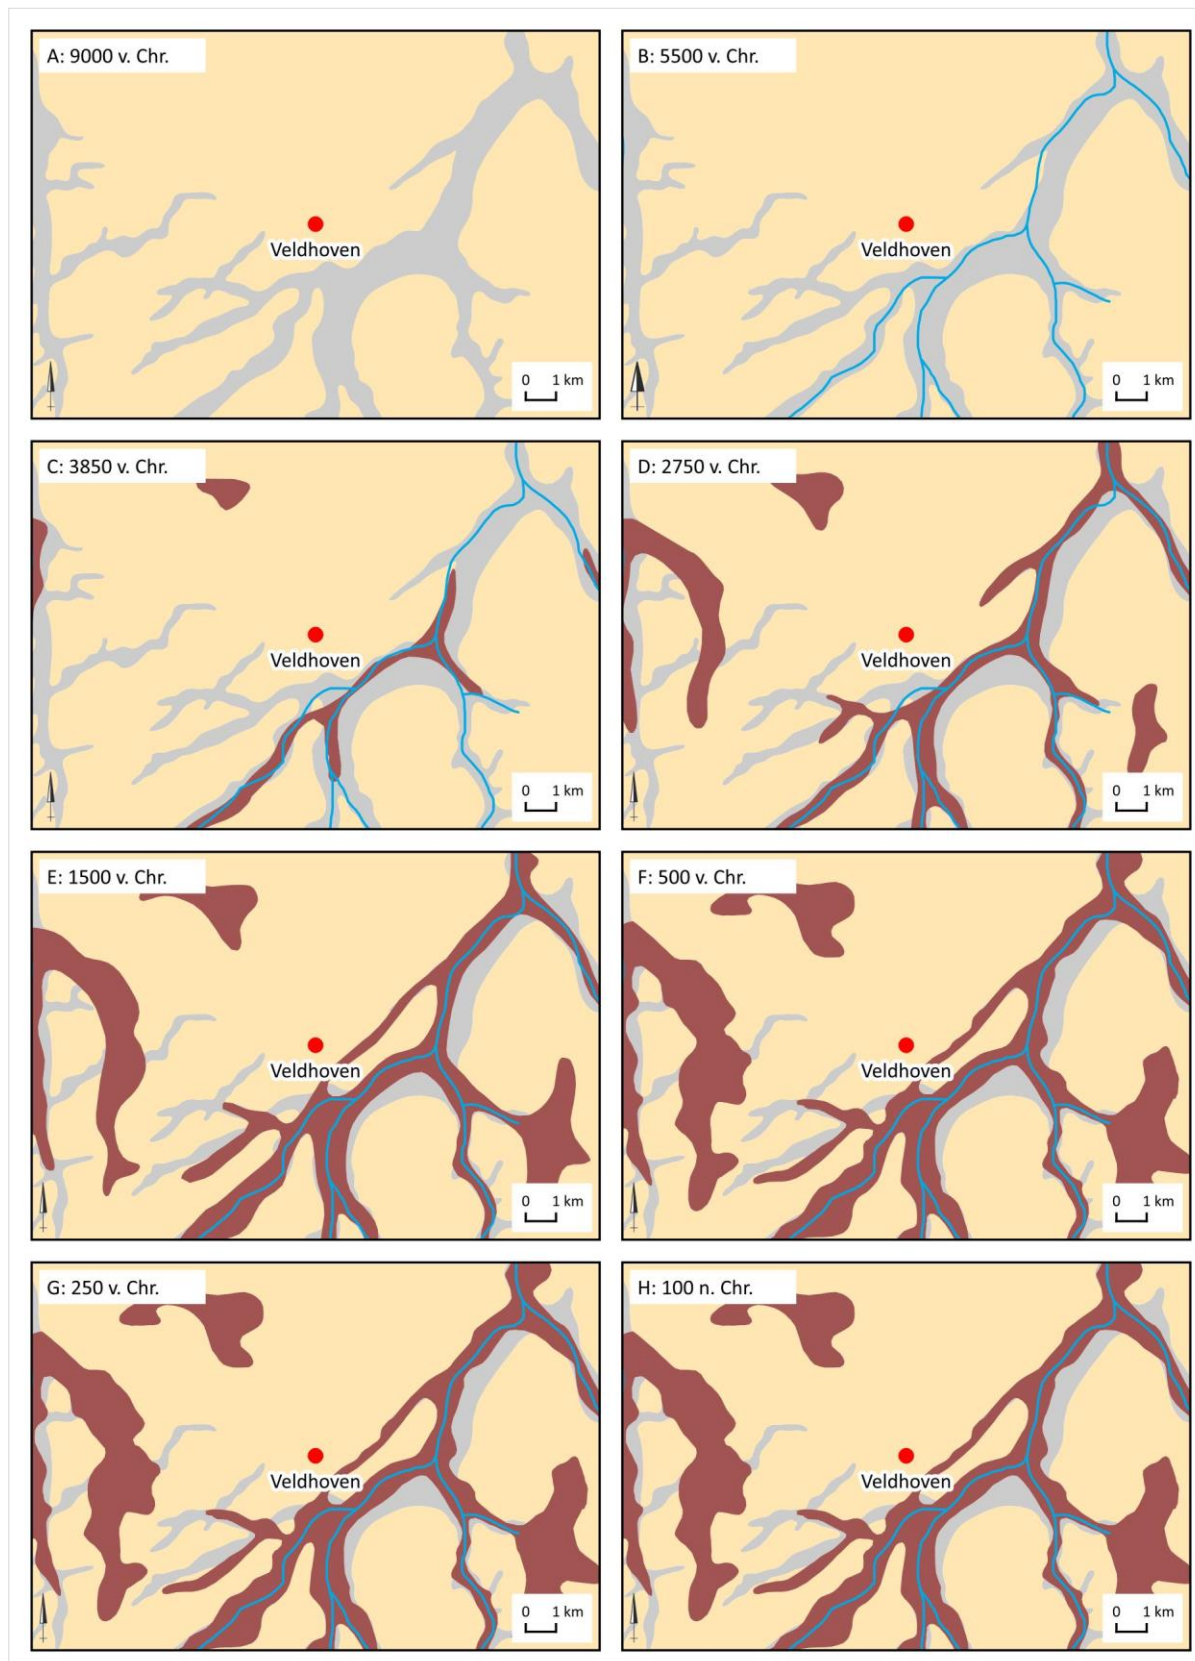 A: 9000 v. Chr.
Veldhoven
0 1 km
B: 5500 v. Chr.
Veldhoven
0 1 km
C: 3850 v. Chr.
Veldhoven
0 1 km
D: 2750 v. Chr.
Veldhoven
0 1 km
E: 1500 v. Chr.
Veldhoven
0 1 km
F: 500 v. Chr.
Veldhoven
0 1 km
G: 250 v. Chr.
Veldhoven
0 1 km
H: 100 n. Chr.
Veldhoven
0 1 km